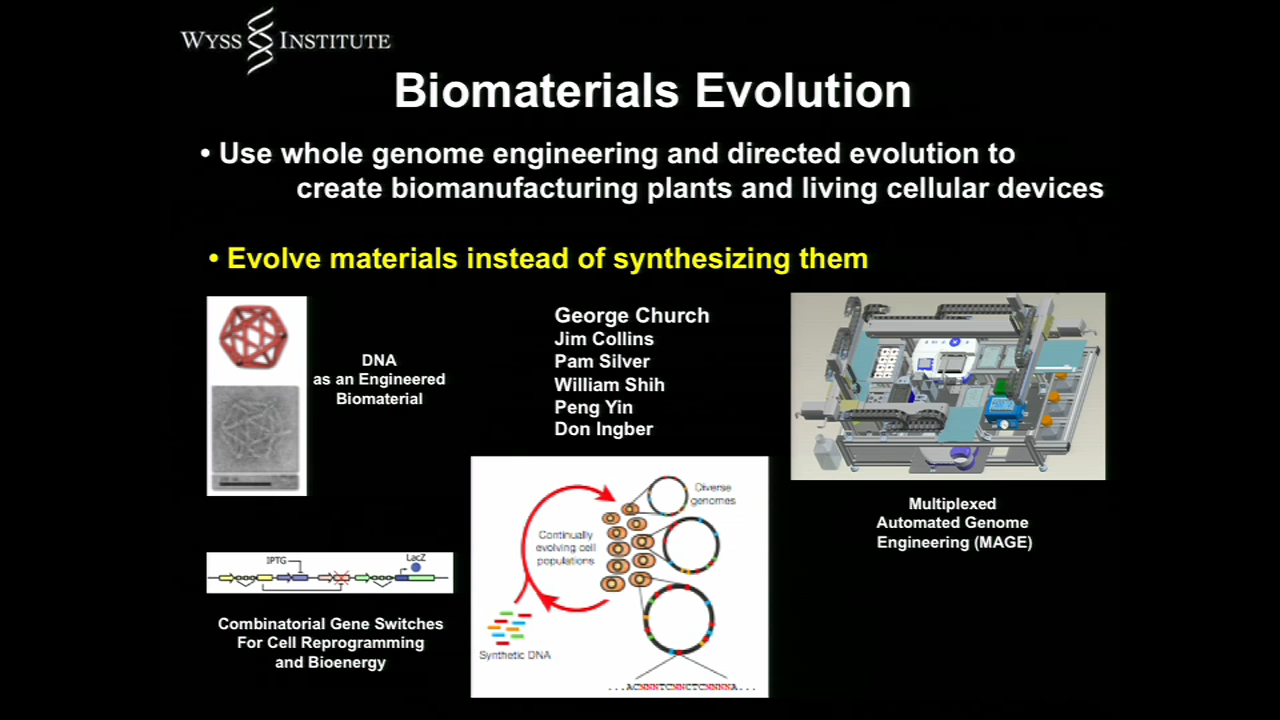 WYSS INSTITUTE
Biomaterials Evolution
• Use whole genome engineering and directed evolution to
create biomanufacturing plants and living cellular devices
• Evolve materials instead of synthesizing them
DNA
as an Engineered
Biomaterial
George Church
Jim Collins
Pam Silver
William Shih
Peng Yin
Don Ingber
Multiplexed
Automated Genome
Engineering (MAGE)
IPTG
LacZ
Combinatorial Gene Switches
For Cell Reprogramming
and Bioenergy
Diverse
genomes
Continually
evolving cell
populations
Synthetic DNA
...ACNNNTCNNCTCNNNNA...